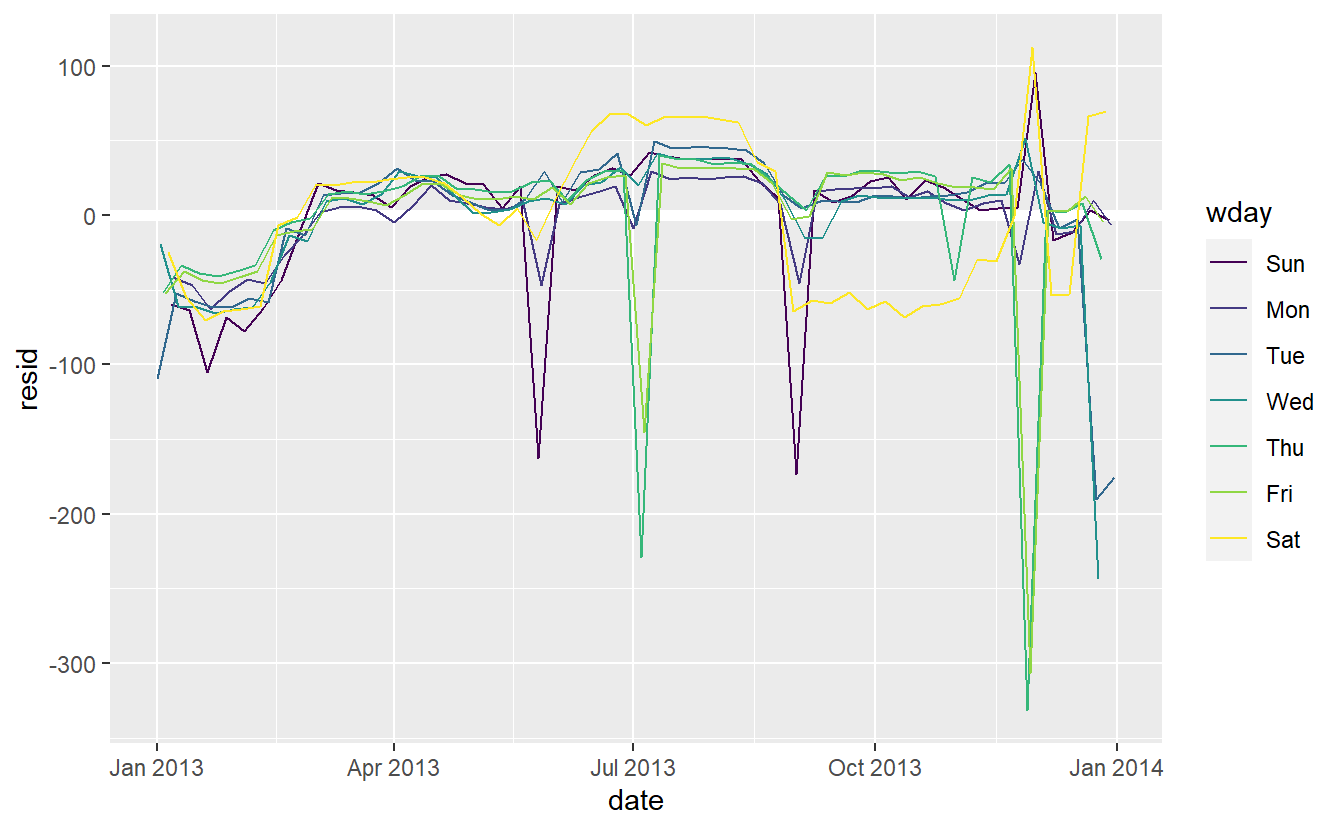 100
0
-100
-200
-300
resid
Jan 2013
Apr 2013
Jul 2013
Oct 2013
Jan 2014
date
wday
Sun
Mon
Tue
Wed
Thu
Fri
Sat